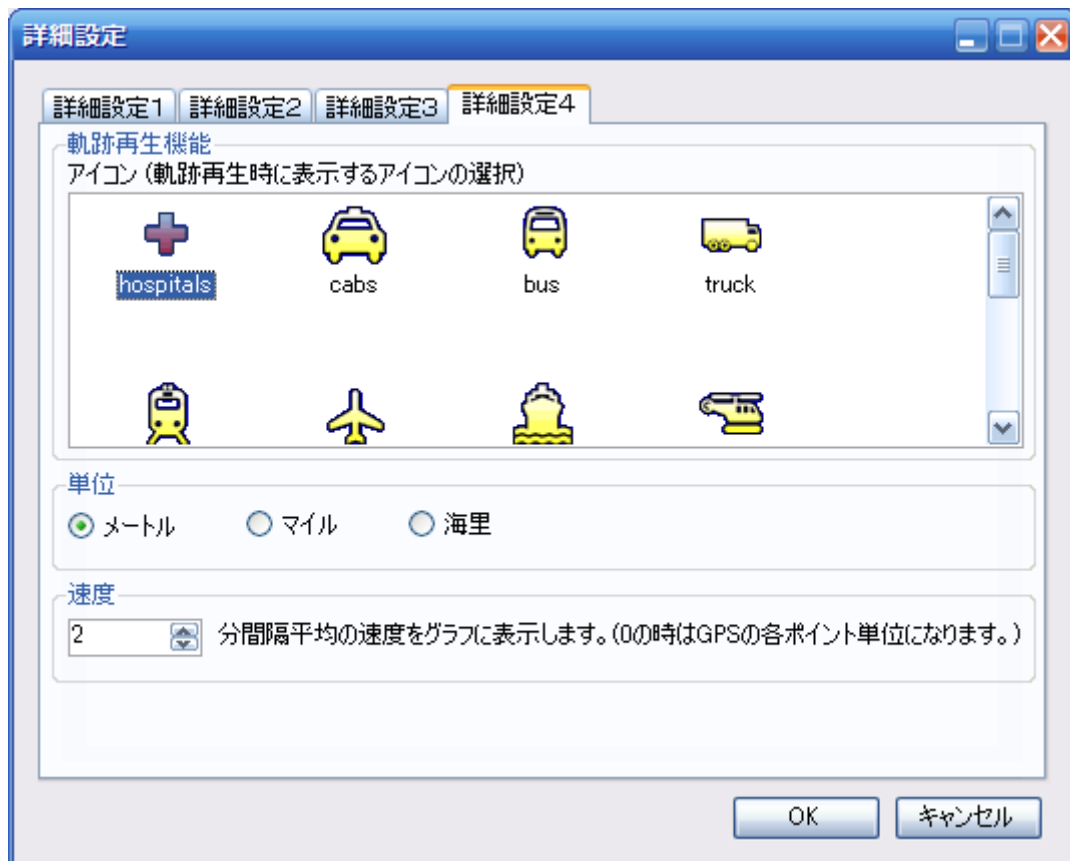 詳細設定
詳細設定1 詳細設定2 詳細設定3 詳細設定4
軌跡再生機能
アイコン（軌跡再生時に表示するアイコンの選択）
hospitals cabs bus truck
単位
メートル マイル 海里
速度
2 分間隔平均の速度をグラフに表示します。(0の時はGPSの各ポイント単位になります。)
OK キャンセル